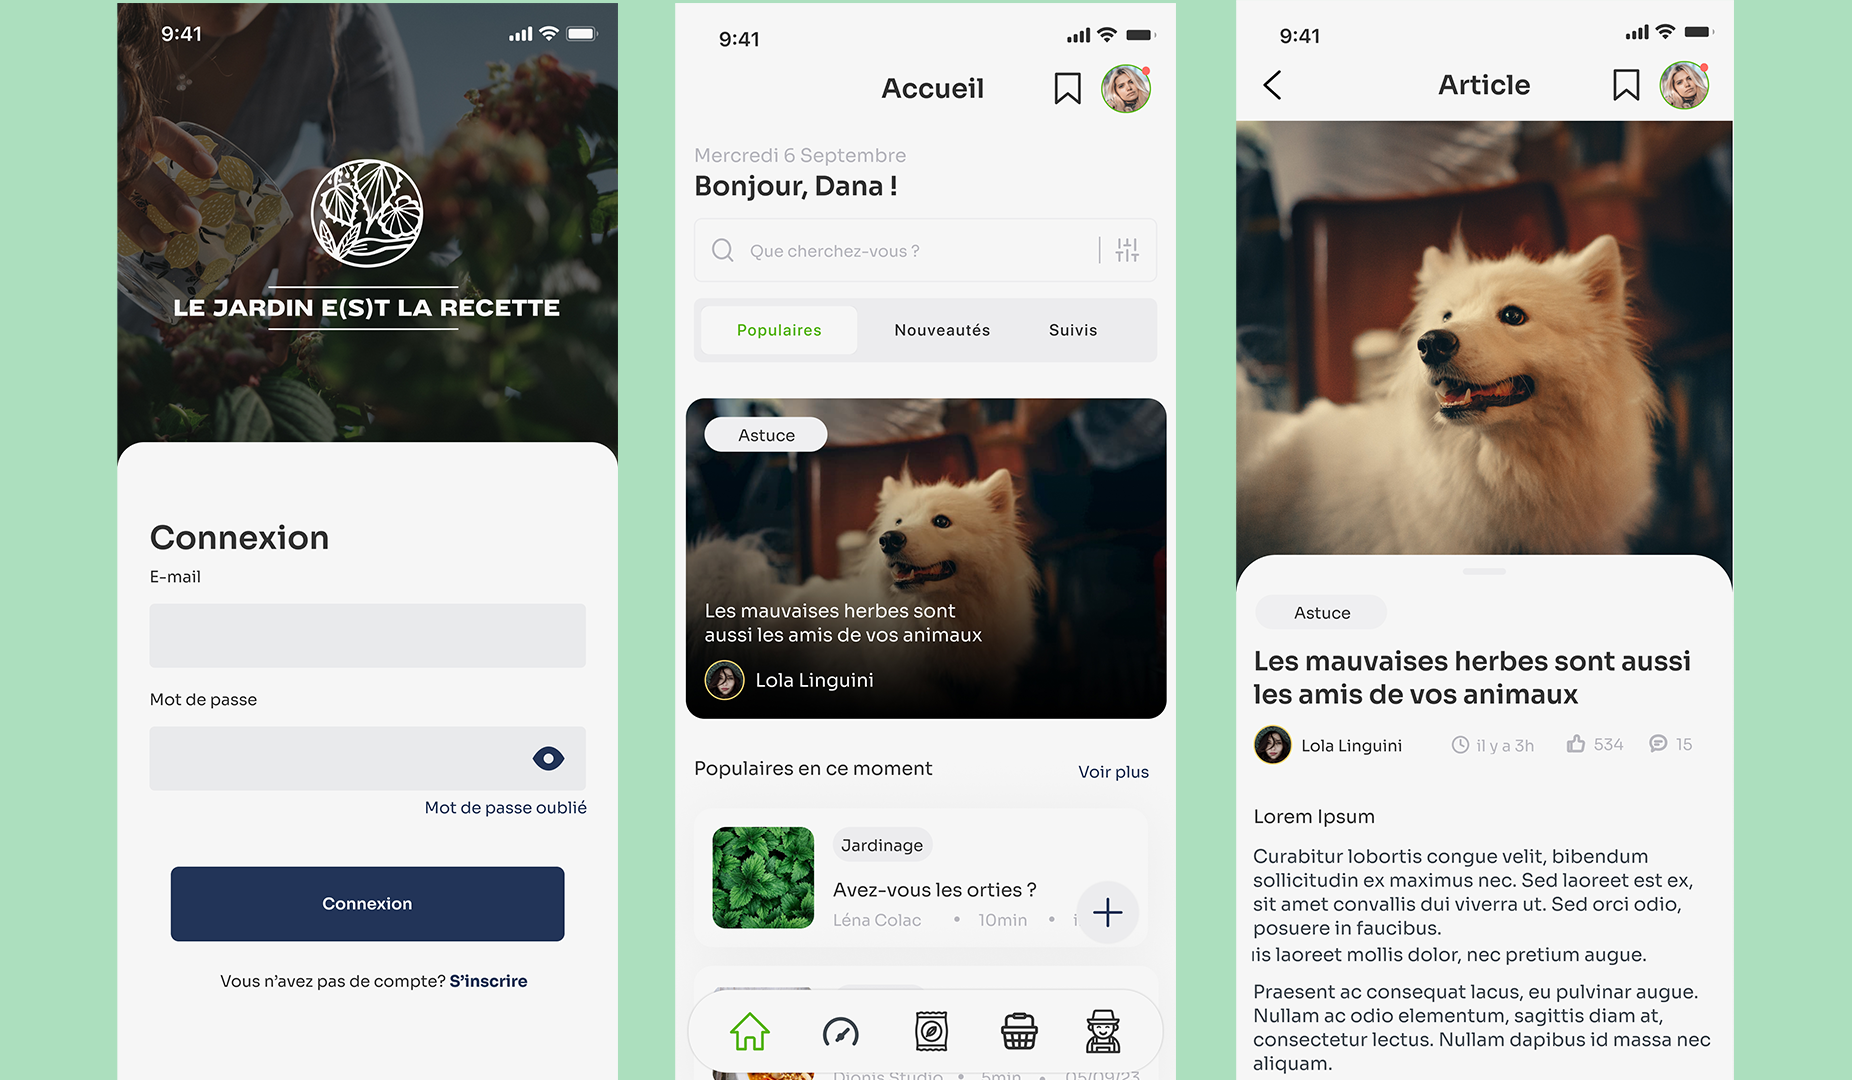 9:41
LE JARDIN E(S)T LA RECETTE
Connexion
E-mail
Mot de passe
Mot de passe oublié
Connexion
Vous n’avez pas de compte? S’inscrire
9:41
Accueil
Mercredi 6 Septembre
Bonjour, Dana !
Que cherchez-vous ?
Populaires Nouveautés Suivis
Astuce
Les mauvaises herbes sont
aussi les amis de vos animaux
Lola Linguini
Populaires en ce moment Voir plus
Jardinage
Avez-vous les orties ?
Léna Colac • 10min • i
Dionis Studio • 5min • 05/09/23
9:41
Article
Astuce
Les mauvaises herbes sont aussi
les amis de vos animaux
Lola Linguini il y a 3h 534 15
Lorem Ipsum
Curabitur lobortis congue velit, bibendum
sollicitudin ex maximus nec. Sed laoreet est ex,
sit amet convallis dui viverra ut. Sed orci odio,
posuere in faucibus.
is laoreet mollis dolor, nec pretium augue.
Praesent ac consequat lacus, eu pulvinar augue.
Nullam ac odio elementum, sagittis diam at,
consectetur lectus. Nullam dapibus id massa nec
aliquam.